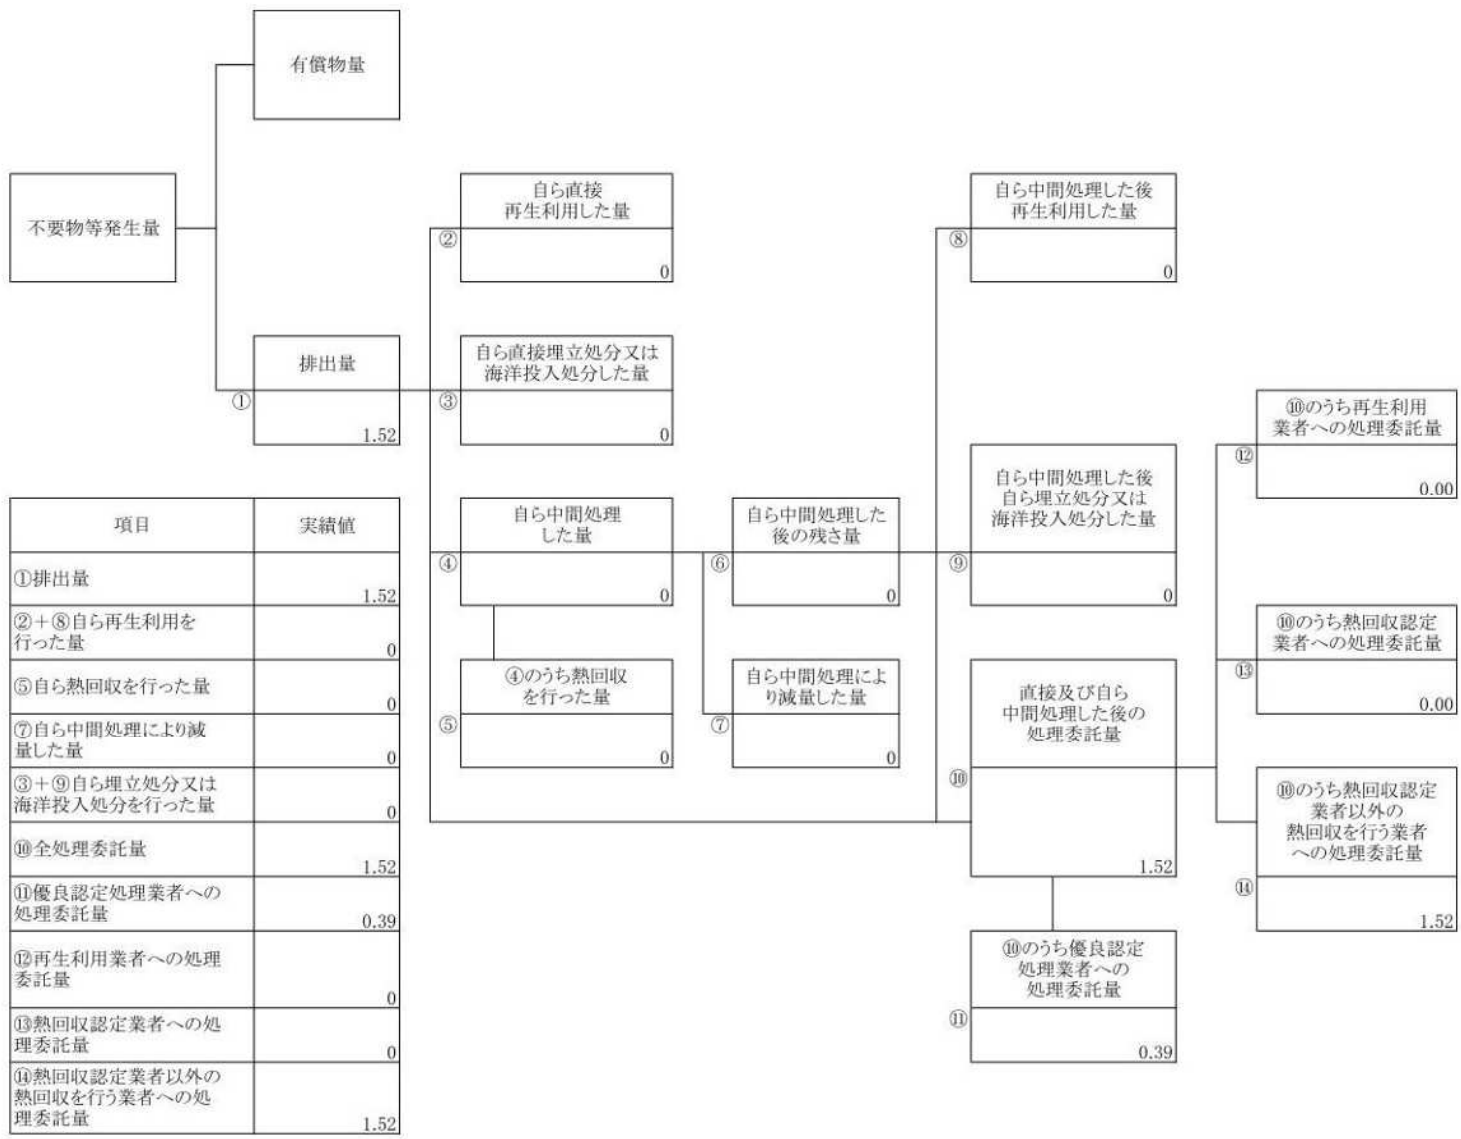 有償物量
不要物等発生量
自ら直接
再生利用した量
②
0
自ら中間処理した後
再生利用した量
⑧
0
排出量
①
1.52
自ら直接埋立処分又は
海洋投入処分した量
③
0
⑩のうち再生利用
業者への処理委託量
⑫
0.00
自ら中間処理
した量
④
0
自ら中間処理した
後の残さ量
⑥
0
自ら中間処理した後
自ら埋立処分又は
海洋投入処分した量
⑨
0
④のうち熱回収
を行った量
⑤
0
自ら中間処理によ
り減量した量
⑦
0
直接及び自ら
中間処理した後の
処理委託量
⑩
1.52
⑩のうち熱回収認定
業者への処理委託量
⑬
0.00
⑩のうち熱回収認定
業者以外の
熱回収を行う業者
への処理委託量
⑭
1.52
⑩のうち優良認定
処理業者への
処理委託量
⑪
0.39
項目
実績値
①排出量
1.52
②＋⑧自ら再生利用を
行った量
0
⑤自ら熱回収を行った量
0
⑦自ら中間処理により減
量した量
0
③＋⑨自ら埋立処分又は
海洋投入処分を行った量
0
⑩全処理委託量
1.52
⑪優良認定処理業者への
処理委託量
0.39
⑫再生利用業者への処理
委託量
0
⑬熱回収認定業者への処
理委託量
0
⑭熱回収認定業者以外の
熱回収を行う業者への処
理委託量
1.52